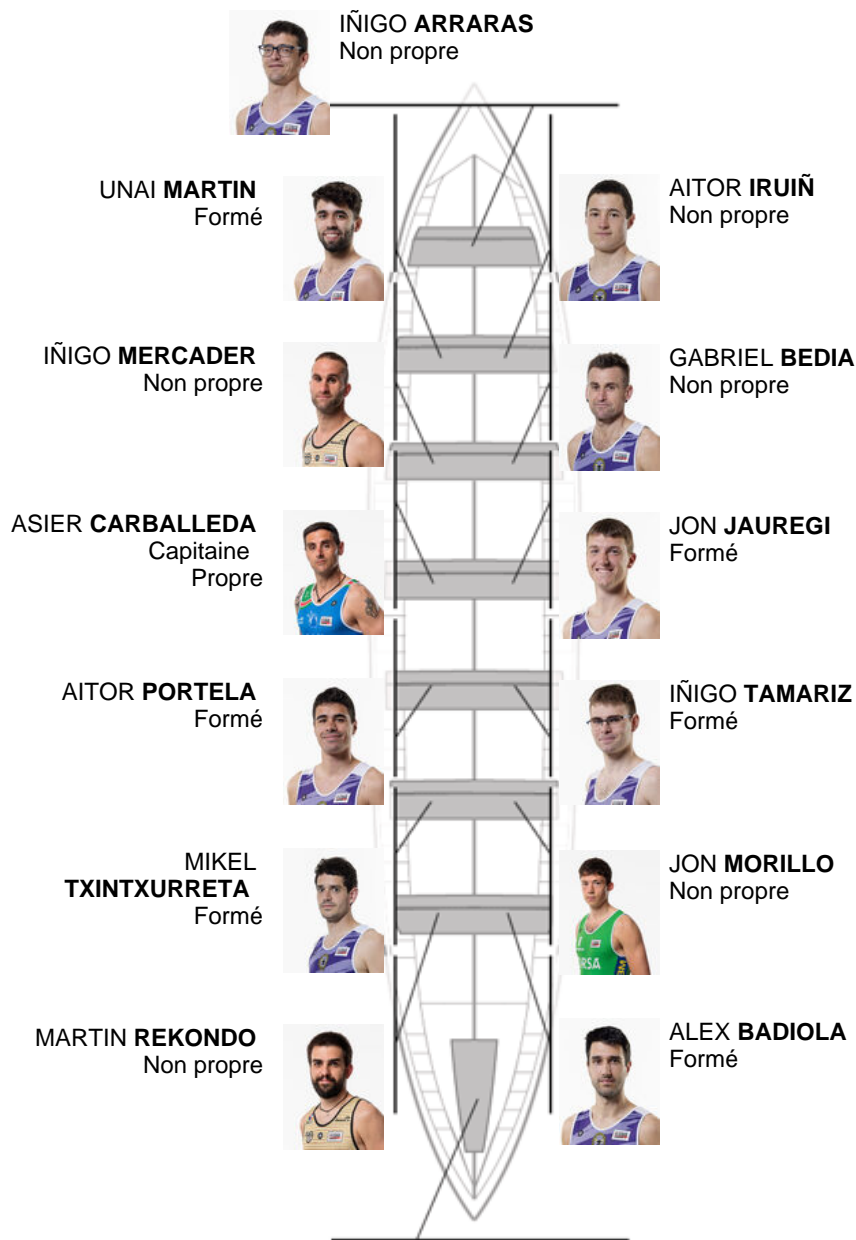 IÑIGO ARRARAS
Non propre
UNAI MARTIN
Formé
AITOR IRUIÑ
Non propre
IÑIGO MERCADER
Non propre
GABRIEL BEDIA
Non propre
ASIER CARBALLEDA
Capitaine
Propre
JON JAUREGI
Formé
AITOR PORTELA
Formé
IÑIGO TAMARIZ
Formé
MIKEL
TXINTXURRETA
Formé
JON MORILLO
Non propre
MARTIN REKONDO
Non propre
ALEX BADIOLA
Formé